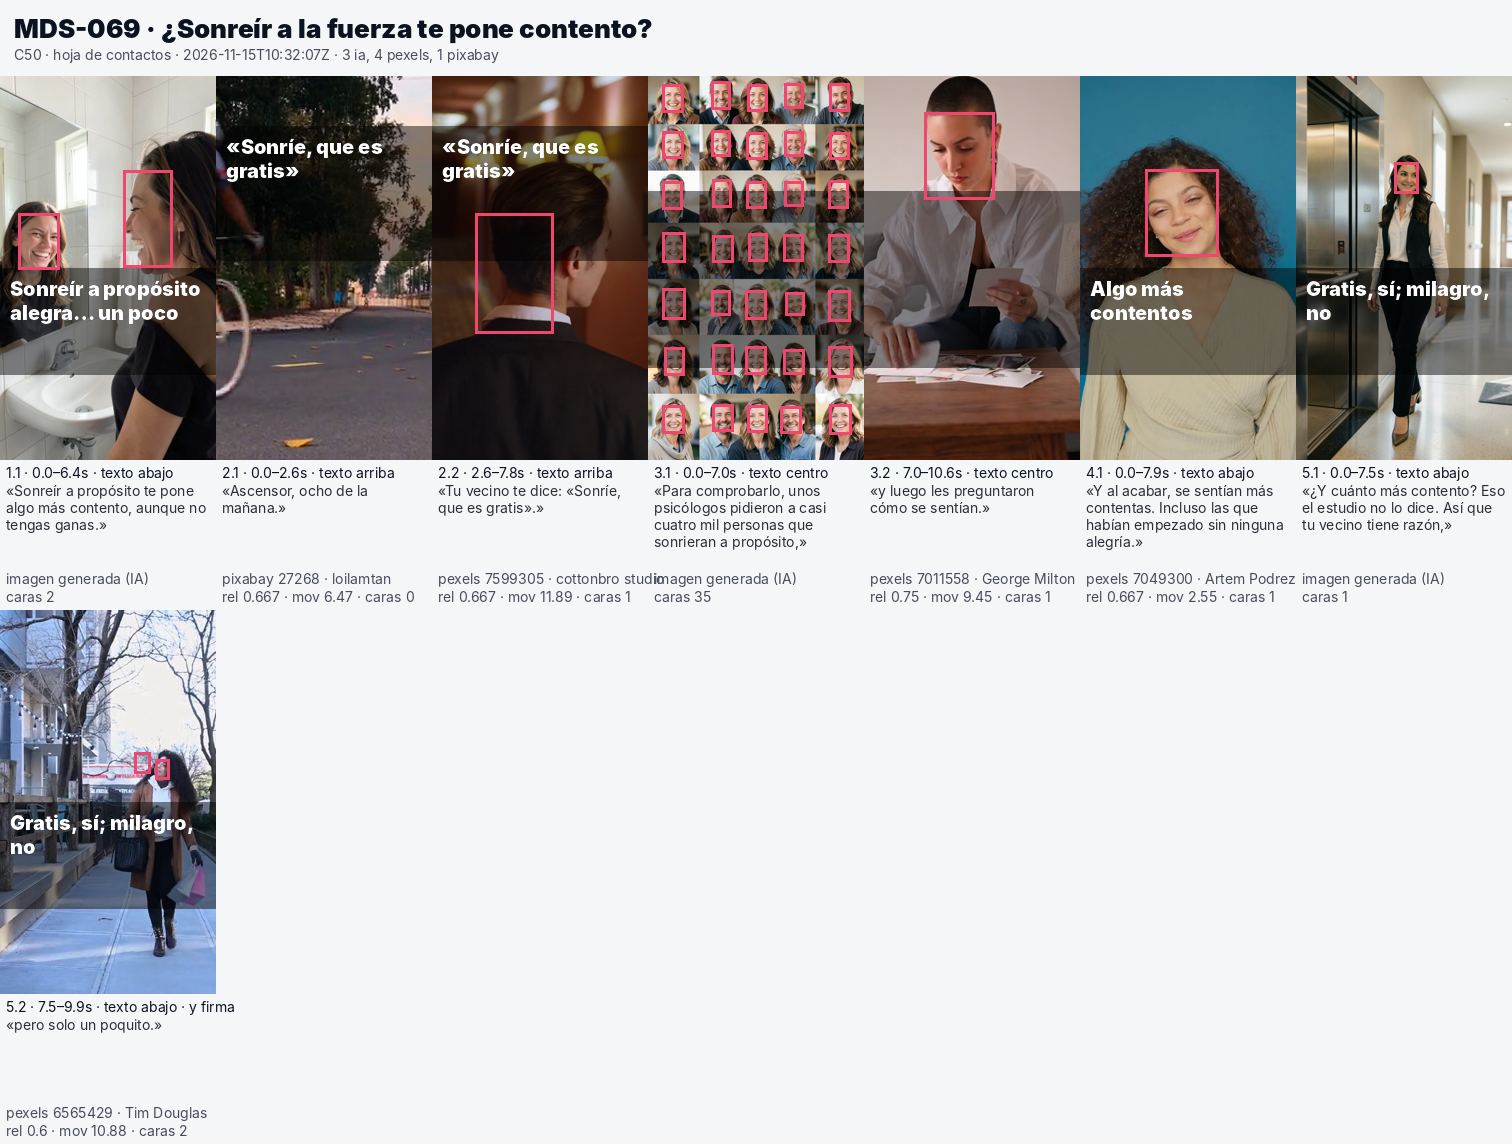 MDS-069 · ¿Sonreír a la fuerza te pone contento?
C50 · hoja de contactos · 2026-11-15T10:32:07Z · 3 ia, 4 pexels, 1 pixabay
Sonreír a propósito
alegra… un poco
1.1 · 0.0–6.4s · texto abajo
«Sonreír a propósito te pone
algo más contento, aunque no
tengas ganas.»
imagen generada (IA)
caras 2
«Sonríe, que es
gratis»
2.1 · 0.0–2.6s · texto arriba
«Ascensor, ocho de la
mañana.»
pixabay 27268 · loilamtan
rel 0.667 · mov 6.47 · caras 0
«Sonríe, que es
gratis»
2.2 · 2.6–7.8s · texto arriba
«Tu vecino te dice: «Sonríe,
que es gratis».»
pexels 7599305 · cottonbro studio
rel 0.667 · mov 11.89 · caras 1
3.1 · 0.0–7.0s · texto centro
«Para comprobarlo, unos
psicólogos pidieron a casi
cuatro mil personas que
sonrieran a propósito,»
imagen generada (IA)
caras 35
3.2 · 7.0–10.6s · texto centro
«y luego les preguntaron
cómo se sentían.»
pexels 7011558 · George Milton
rel 0.75 · mov 9.45 · caras 1
Algo más
contentos
4.1 · 0.0–7.9s · texto abajo
«Y al acabar, se sentían más
contentas. Incluso las que
habían empezado sin ninguna
alegría.»
pexels 7049300 · Artem Podrez
rel 0.667 · mov 2.55 · caras 1
Gratis, sí; milagro,
no
5.1 · 0.0–7.5s · texto abajo
«¿Y cuánto más contento? Eso
el estudio no lo dice. Así que
tu vecino tiene razón,»
imagen generada (IA)
caras 1
Gratis, sí; milagro,
no
5.2 · 7.5–9.9s · texto abajo · y firma
«pero solo un poquito.»
pexels 6565429 · Tim Douglas
rel 0.6 · mov 10.88 · caras 2